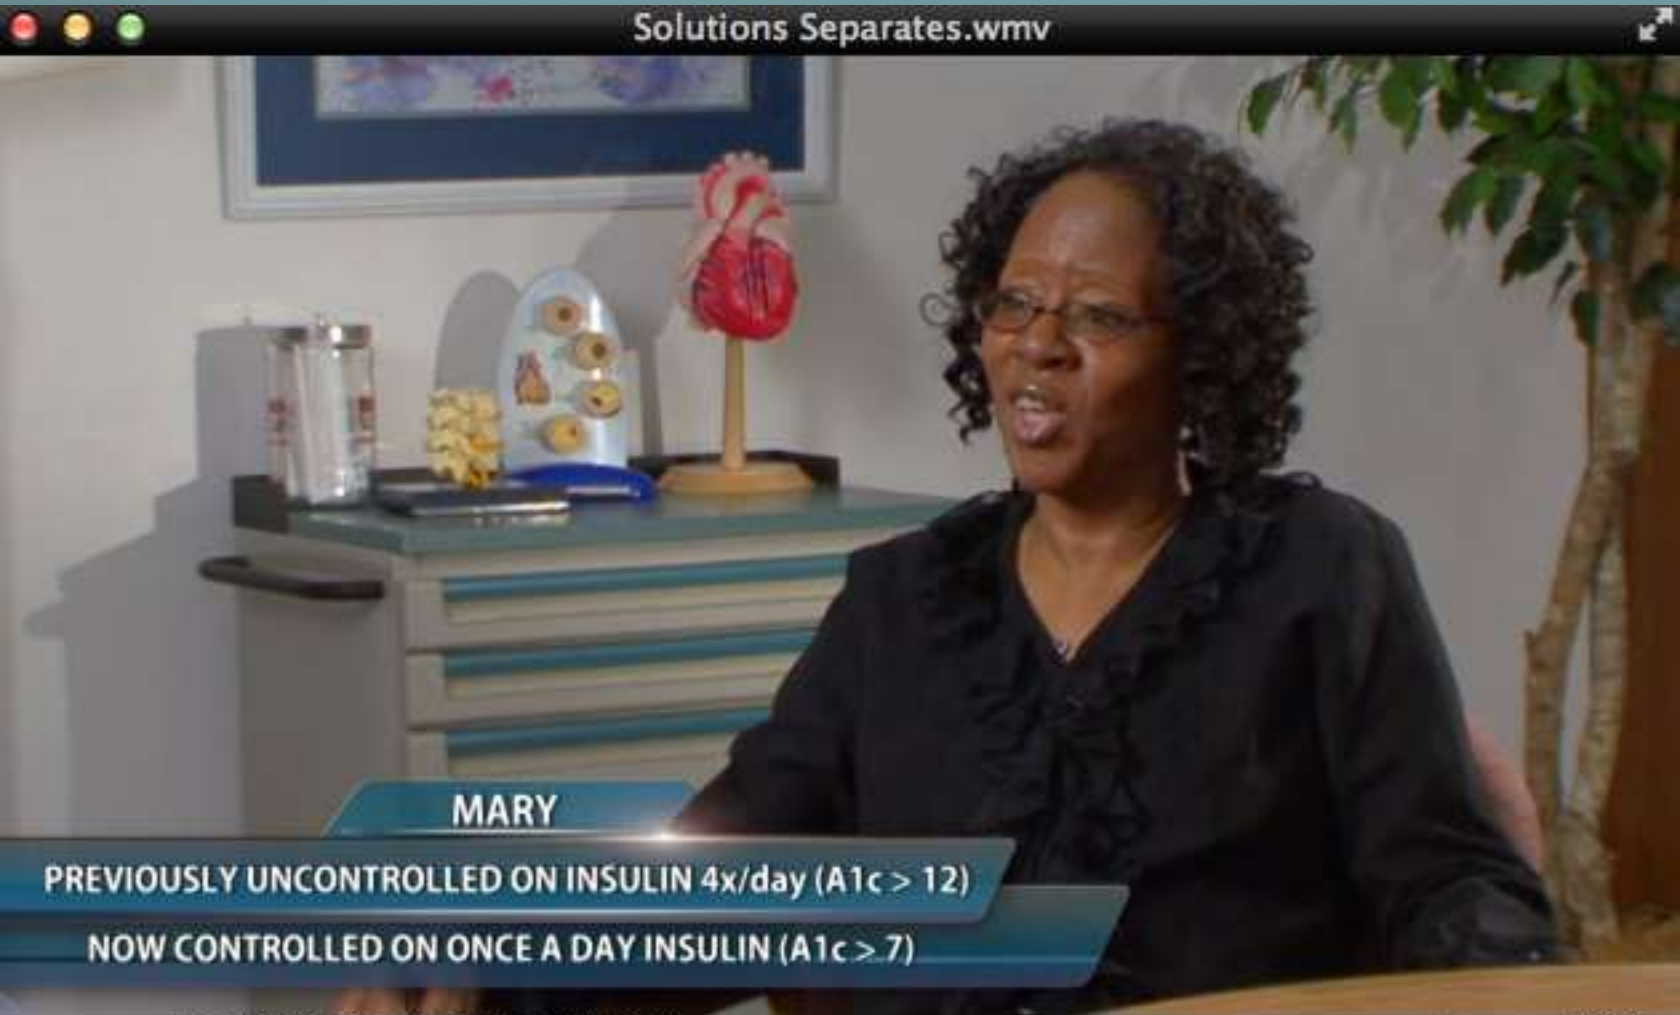 Solutions Separates.wmv
MARY
PREVIOUSLY UNCONTROLLED ON INSULIN 4x/day (A1c > 12)
NOW CONTROLLED ON ONCE A DAY INSULIN (A1c > 7)